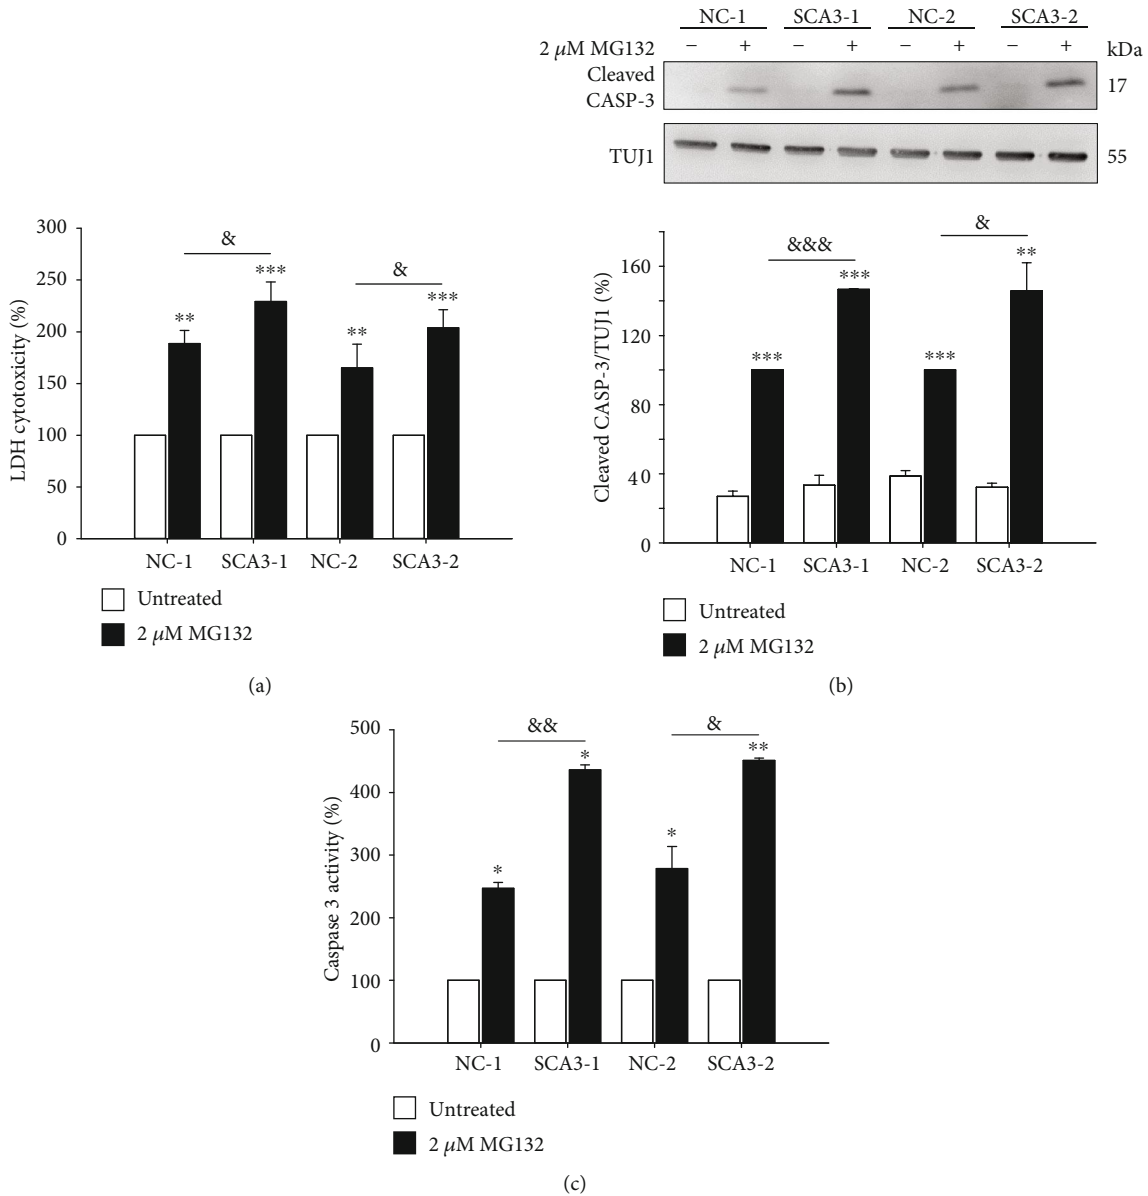 NC-1 SCA3-1 NC-2 SCA3-2
2 μM MG132 − + − + − + − + kDa
Cleaved
CASP-3
17
TUJ1 55
LDH cytotoxicity (%)
300
250
200
150
100
50
0
&
&
**
***
**
***
NC-1 SCA3-1 NC-2 SCA3-2
Untreated
2 μM MG132
(a)
Cleaved CASP-3/TUJ1 (%)
160
120
80
40
0
&&&
&
***
***
***
**
NC-1 SCA3-1 NC-2 SCA3-2
Untreated
2 μM MG132
(b)
Caspase 3 activity (%)
500
400
300
200
100
0
&&
&
*
*
*
**
NC-1 SCA3-1 NC-2 SCA3-2
Untreated
2 μM MG132
(c)